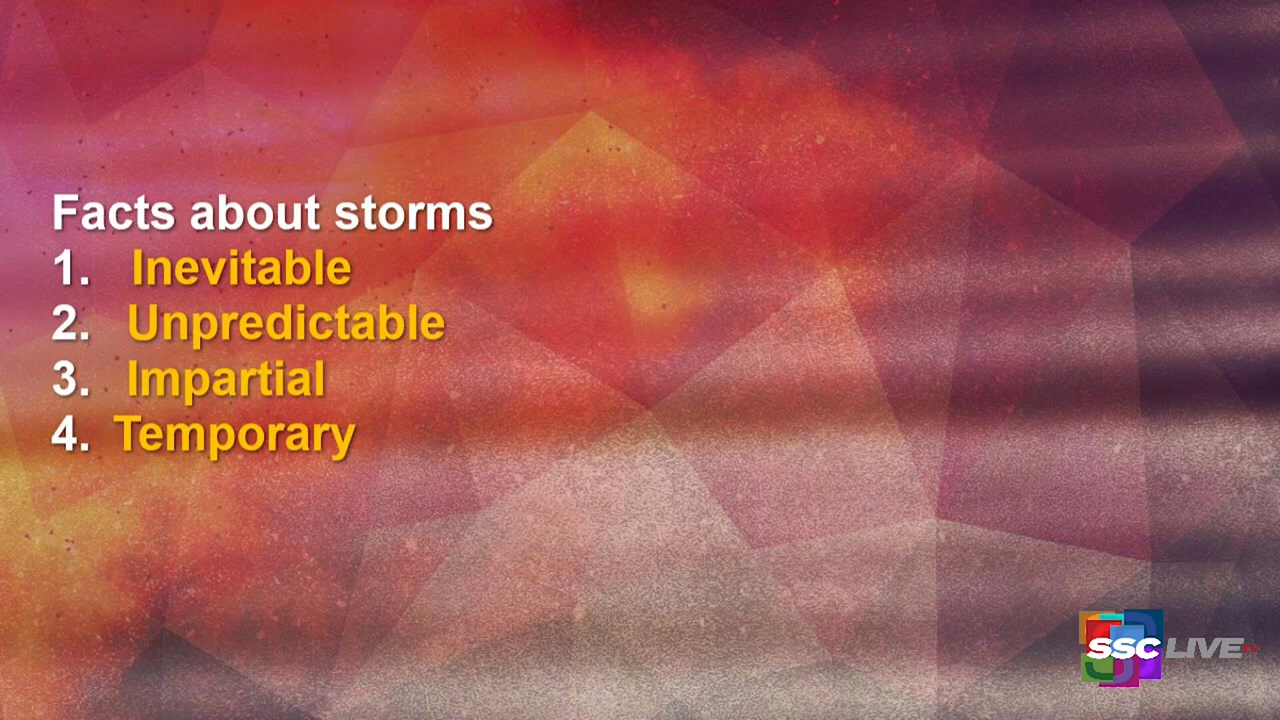 Facts about storms
1. Inevitable
2. Unpredictable
3. Impartial
4. Temporary
SSC LIVE